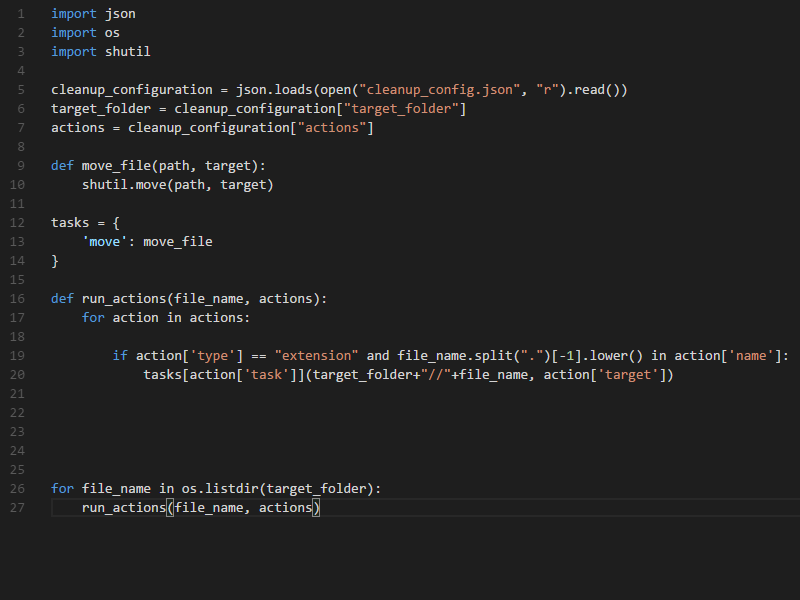 1 import json
2 import os
3 import shutil
4
5 cleanup_configuration = json.loads(open("cleanup_config.json", "r").read())
6 target_folder = cleanup_configuration["target_folder"]
7 actions = cleanup_configuration["actions"]
8
9 def move_file(path, target):
10     shutil.move(path, target)
11
12 tasks = {
13     'move': move_file
14 }
15
16 def run_actions(file_name, actions):
17     for action in actions:
18
19         if action['type'] == "extension" and file_name.split(".")[-1].lower() in action['name']:
20             tasks[action['task']](target_folder+"//"+file_name, action['target'])
21
22
23
24
25
26 for file_name in os.listdir(target_folder):
27     run_actions(file_name, actions)